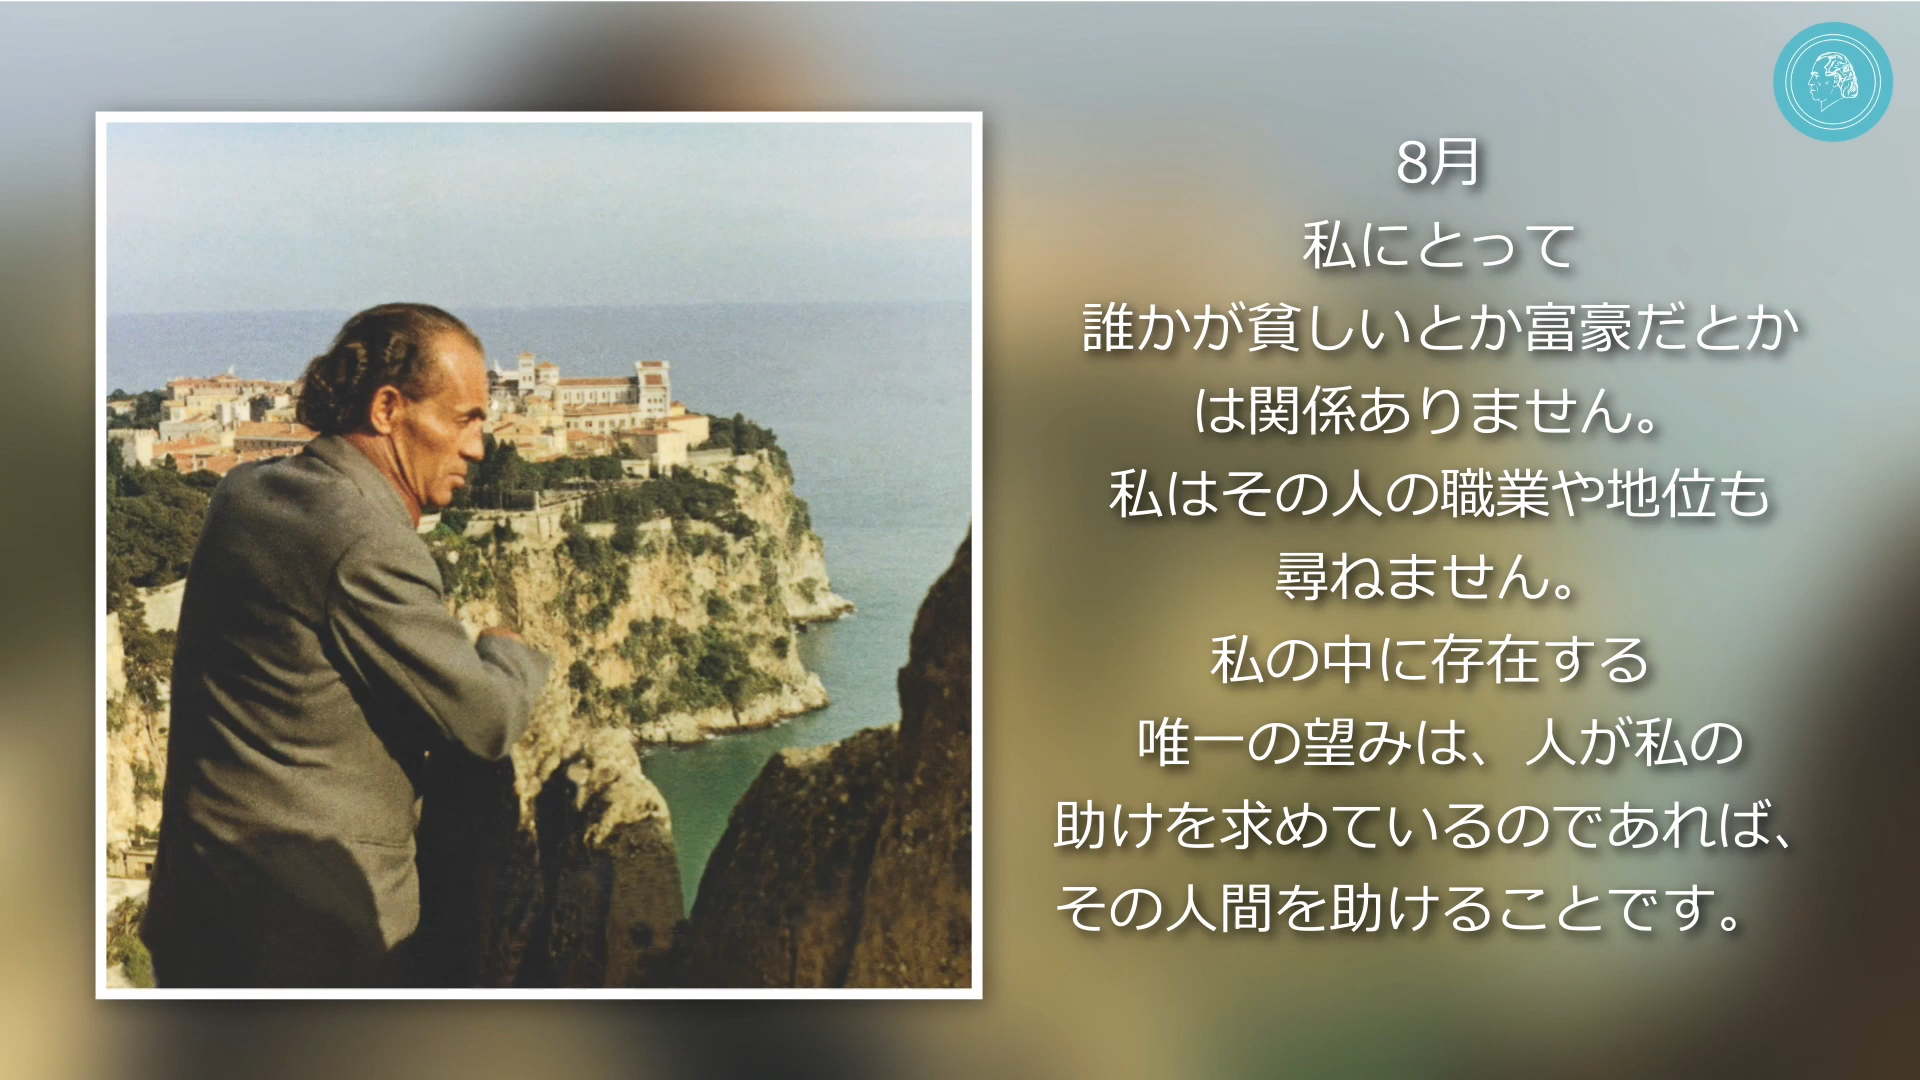 8月
私にとって
誰かが貧しいとか富豪だとか
は関係ありません。
私はその人の職業や地位も
尋ねません。
私の中に存在する
唯一の望みは、人が私の
助けを求めているのであれば、
その人間を助けることです。